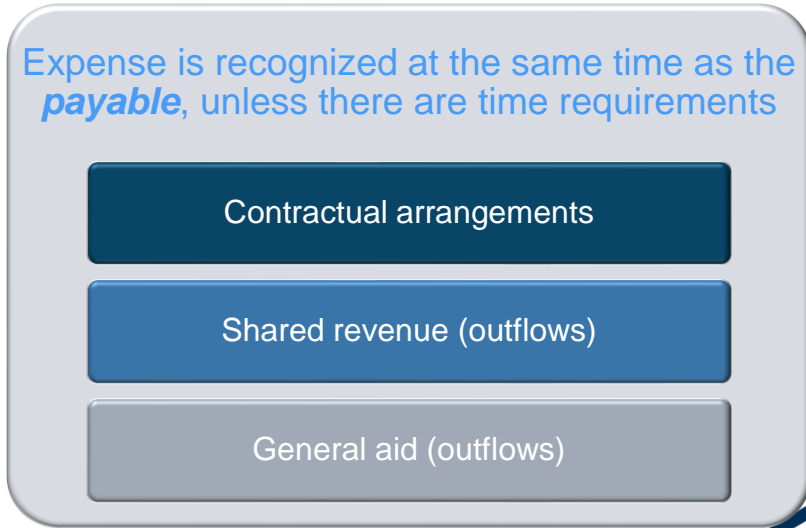 Expense is recognized at the same time as the
payable, unless there are time requirements
Contractual arrangements
Shared revenue (outflows)
General aid (outflows)